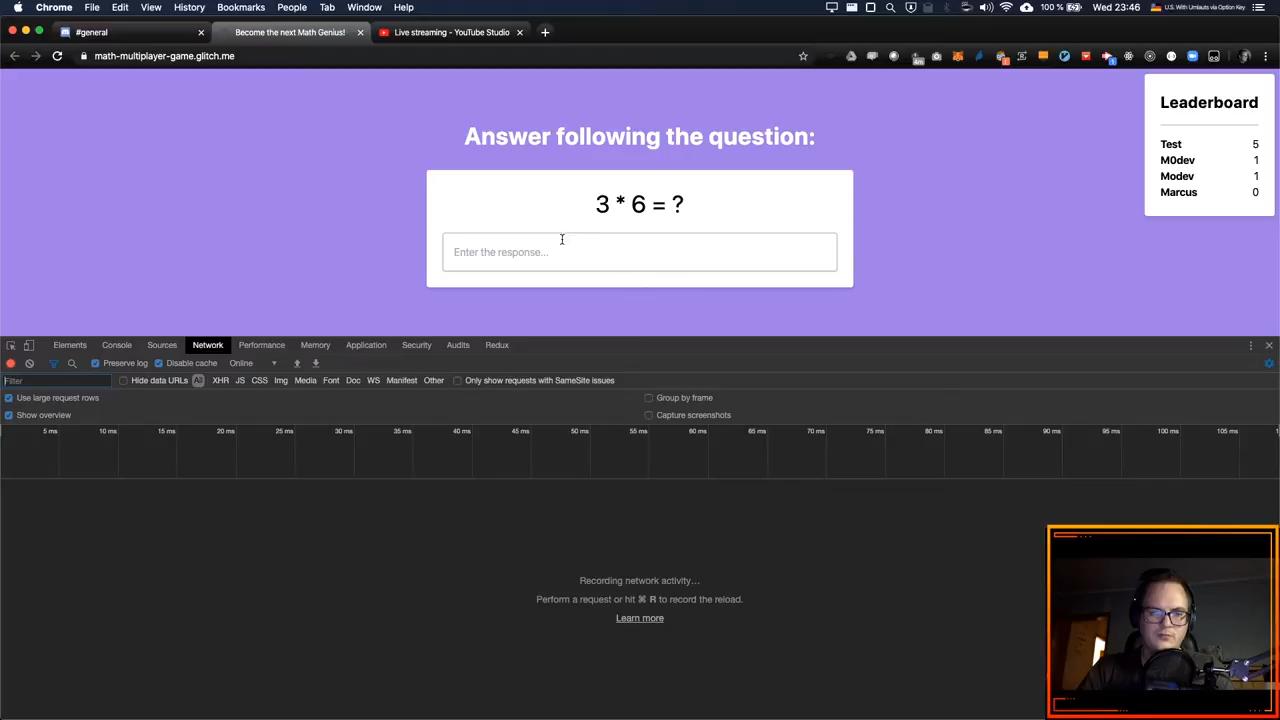 Chrome File Edit View History Bookmarks People Tab Window Help
100 % Wed 23:46 U.S. With Umlauts via Option Key
#general
Become the next Math Genius!
Live streaming - YouTube Studio
math-multiplayer-game.glitch.me
Leaderboard
Test 5
M0dev 1
Modev 1
Marcus 0
Answer following the question:
3 * 6 = ?
Enter the response...
Elements Console Sources Network Performance Memory Application Security Audits Redux
Preserve log Disable cache Online
Filter Hide data URLs All XHR JS CSS Img Media Font Doc WS Manifest Other Only show requests with SameSite issues
Use large request rows Group by frame
Show overview Capture screenshots
5 ms 10 ms 15 ms 20 ms 25 ms 30 ms 35 ms 40 ms 45 ms 50 ms 55 ms 60 ms 65 ms 70 ms 75 ms 80 ms 85 ms 90 ms 95 ms 100 ms 105 ms
Recording network activity…
Perform a request or hit ⌘ R to record the reload.
Learn more